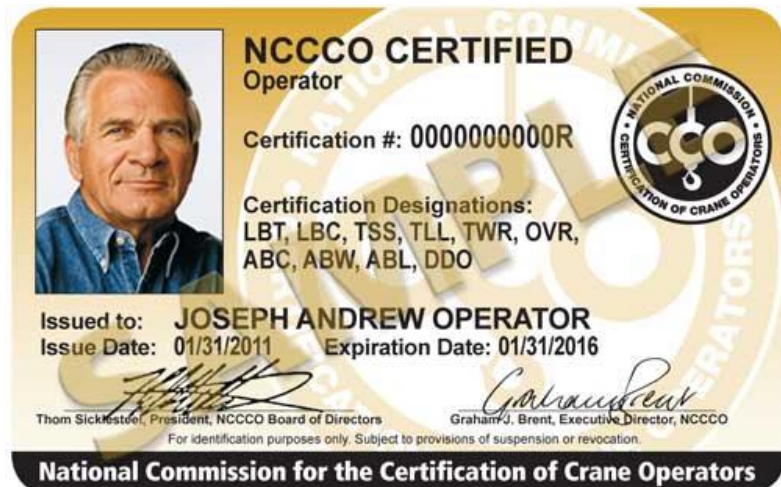 NCCCO CERTIFIED
Operator
NATIONAL COMMISSION
CCO
CERTIFICATION OF CRANE OPERATORS
Certification #: 0000000000R
Certification Designations:
LBT, LBC, TSS, TLL, TWR, OVR,
ABC, ABW, ABL, DDO
SAMPLE
Issued to: JOSEPH ANDREW OPERATOR
Issue Date: 01/31/2011 Expiration Date: 01/31/2016
Thom Sicklesteel, President, NCCCO Board of Directors
Graham J. Brent, Executive Director, NCCCO
For identification purposes only. Subject to provisions of suspension or revocation.
National Commission for the Certification of Crane Operators